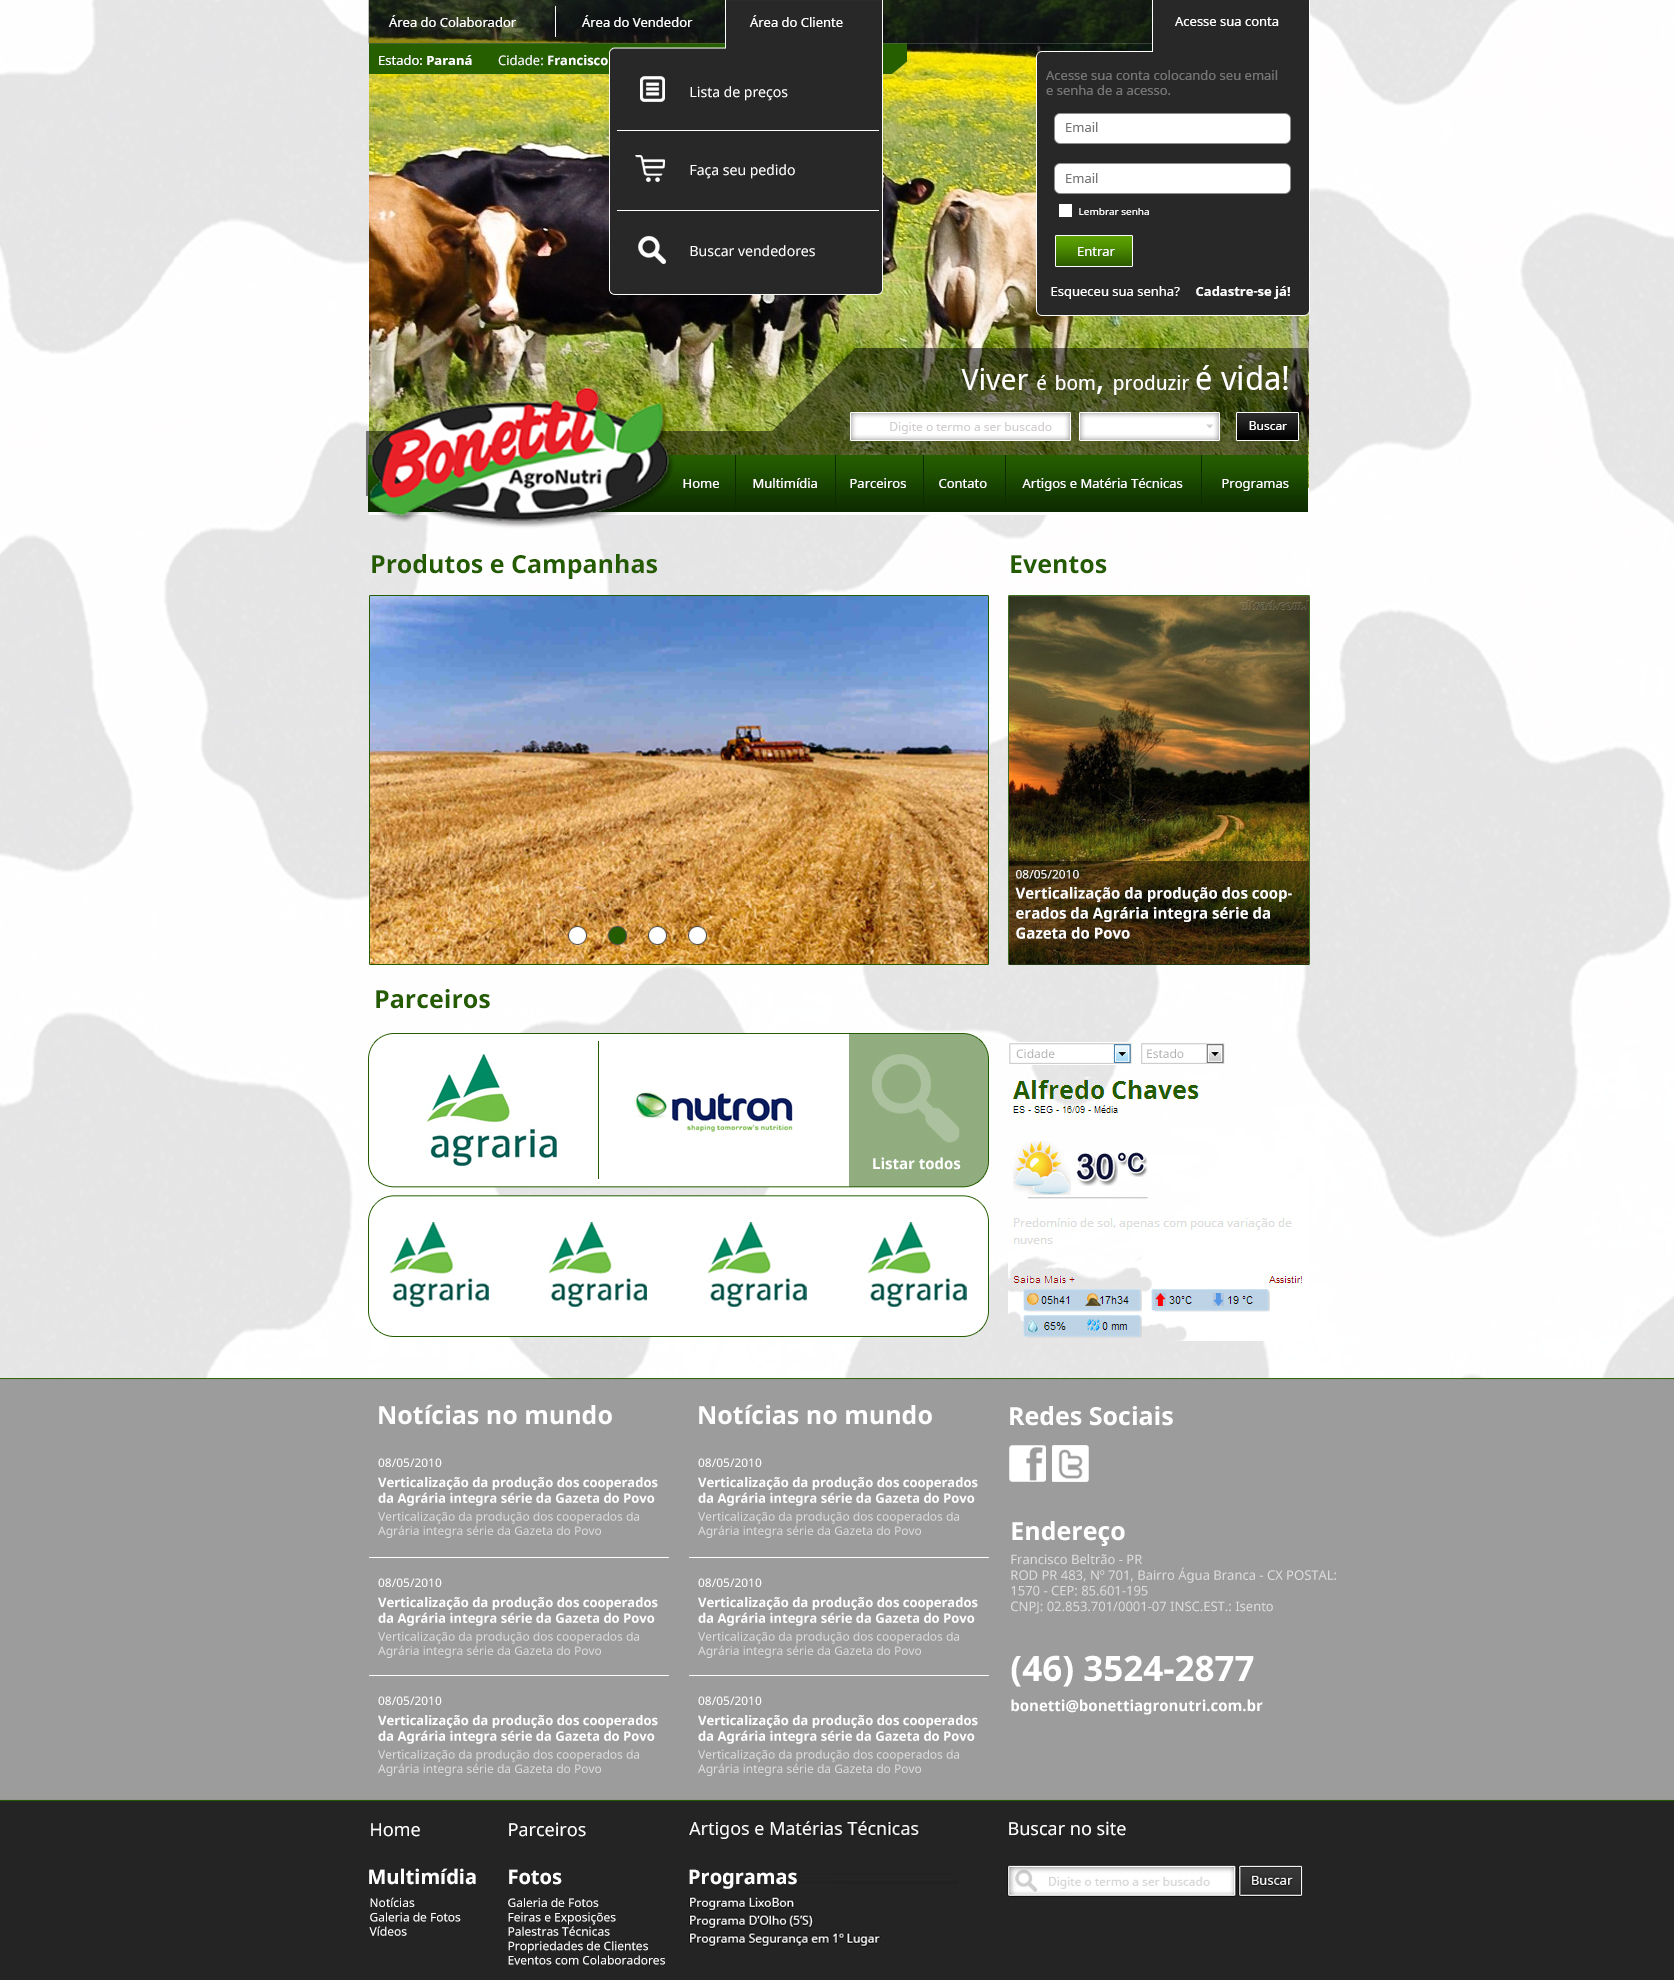 Área do Colaborador
Área do Vendedor
Área do Cliente
Acesse sua conta
Estado: Paraná
Cidade: Francisco
Lista de preços
Faça seu pedido
Buscar vendedores
Acesse sua conta colocando seu email
e senha de a acesso.
Email
Email
Lembrar senha
Entrar
Esqueceu sua senha?
Cadastre-se já!
Viver é bom, produzir é vida!
Digite o termo a ser buscado
Buscar
Bonetti
AgroNutri
Home
Multimídia
Parceiros
Contato
Artigos e Matéria Técnicas
Programas
Produtos e Campanhas
Eventos
08/05/2010
Verticalização da produção dos coop-
erados da Agrária integra série da
Gazeta do Povo
Parceiros
agraria
nutron
shaping tomorrow's nutrition
Listar todos
agraria
agraria
agraria
agraria
Cidade
Estado
Alfredo Chaves
ES - SEG - 16/09 - Média
30°C
Predomínio de sol, apenas com pouca variação de
nuvens
Saiba Mais +
Assistir!
05h41
17h34
30°C
19 °C
65%
0 mm
Notícias no mundo
08/05/2010
Verticalização da produção dos cooperados
da Agrária integra série da Gazeta do Povo
Verticalização da produção dos cooperados da
Agrária integra série da Gazeta do Povo
08/05/2010
Verticalização da produção dos cooperados
da Agrária integra série da Gazeta do Povo
Verticalização da produção dos cooperados da
Agrária integra série da Gazeta do Povo
08/05/2010
Verticalização da produção dos cooperados
da Agrária integra série da Gazeta do Povo
Verticalização da produção dos cooperados da
Agrária integra série da Gazeta do Povo
Notícias no mundo
08/05/2010
Verticalização da produção dos cooperados
da Agrária integra série da Gazeta do Povo
Verticalização da produção dos cooperados da
Agrária integra série da Gazeta do Povo
08/05/2010
Verticalização da produção dos cooperados
da Agrária integra série da Gazeta do Povo
Verticalização da produção dos cooperados da
Agrária integra série da Gazeta do Povo
08/05/2010
Verticalização da produção dos cooperados
da Agrária integra série da Gazeta do Povo
Verticalização da produção dos cooperados da
Agrária integra série da Gazeta do Povo
Redes Sociais
Endereço
Francisco Beltrão - PR
ROD PR 483, Nº 701, Bairro Água Branca - CX POSTAL:
1570 - CEP: 85.601-195
CNPJ: 02.853.701/0001-07 INSC.EST.: Isento
(46) 3524-2877
bonetti@bonettiagronutri.com.br
Home
Parceiros
Artigos e Matérias Técnicas
Buscar no site
Multimídia
Notícias
Galeria de Fotos
Vídeos
Fotos
Galeria de Fotos
Feiras e Exposições
Palestras Técnicas
Propriedades de Clientes
Eventos com Colaboradores
Programas
Programa LixoBon
Programa D'Olho (5'S)
Programa Segurança em 1º Lugar
Digite o termo a ser buscado
Buscar